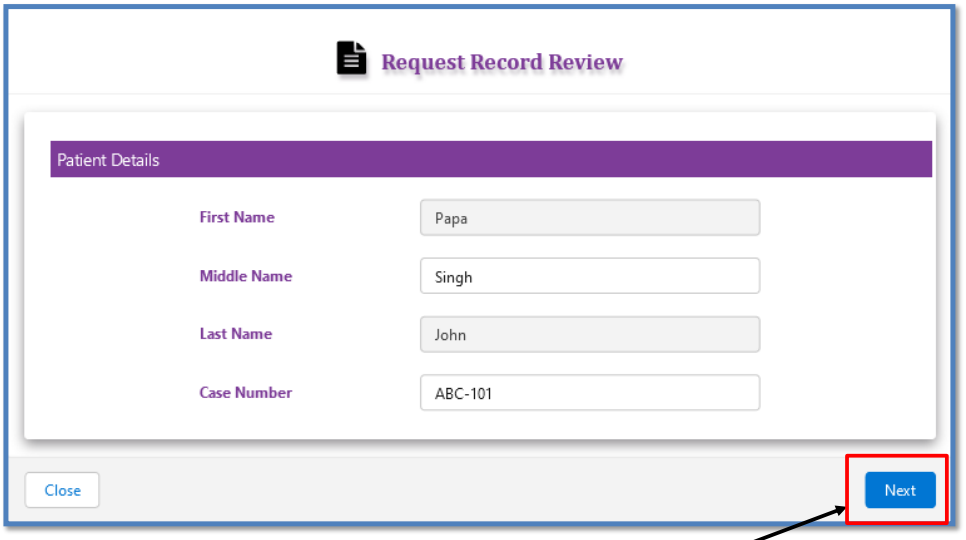 Request Record Review
Patient Details
First Name Papa
Middle Name Singh
Last Name John
Case Number ABC-101
Close Next